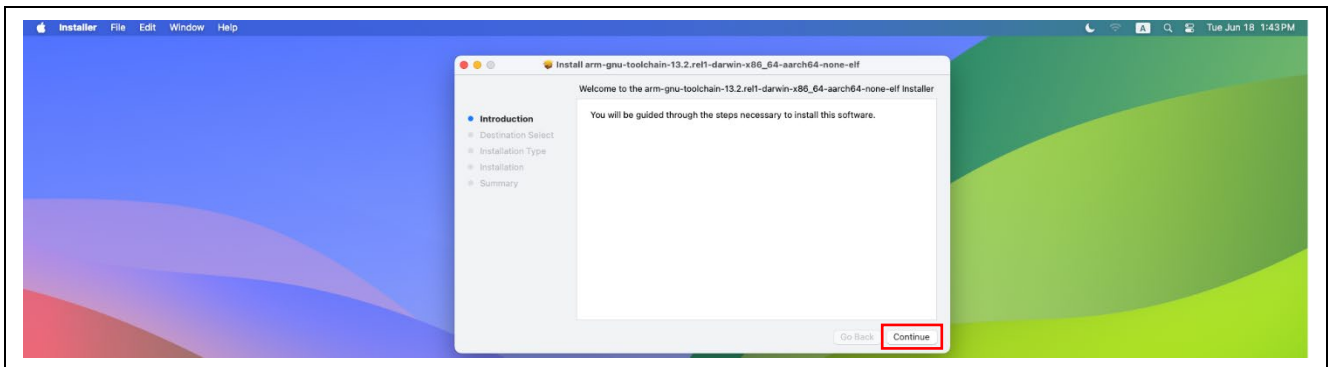 Installer File Edit Window Help
A Tue Jun 18 1:43 PM
Install arm-gnu-toolchain-13.2.rel1-darwin-x86_64-aarch64-none-elf
Welcome to the arm-gnu-toolchain-13.2.rel1-darwin-x86_64-aarch64-none-elf Installer
Introduction
Destination Select
Installation Type
Installation
Summary
You will be guided through the steps necessary to install this software.
Go Back Continue